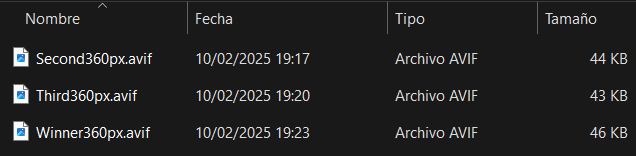 Nombre Fecha Tipo Tamaño
Second360px.avif 10/02/2025 19:17 Archivo AVIF 44 KB
Third360px.avif 10/02/2025 19:20 Archivo AVIF 43 KB
Winner360px.avif 10/02/2025 19:23 Archivo AVIF 46 KB